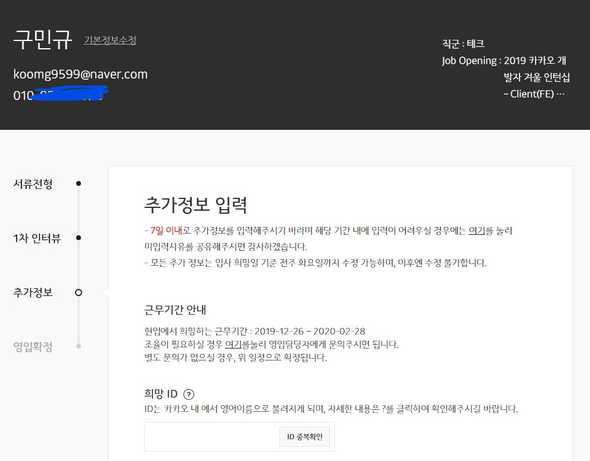 구민규 기본정보수정
koomg9599@naver.com
010
직군 : 테크
Job Opening : 2019 카카오 개
발자 겨울 인턴십
- Client(FE) ...
서류전형
1차 인터뷰
추가정보
영입확정
추가정보 입력
- 7일 이내로 추가정보를 입력해주시기 바라며 해당 기간 내에 입력이 어려우실 경우에는 여기를 눌러
미입력사유를 공유해주시면 감사하겠습니다.
- 모든 추가 정보는 입사 희망일 기준 전주 화요일까지 수정 가능하며, 이후엔 수정 불가합니다.
근무기간 안내
현업에서 희망하는 근무기간 : 2019-12-26 ~ 2020-02-28
조율이 필요하실 경우 여기를눌러 영입담당자에게 문의주시면 됩니다.
별도 문의가 없으실 경우, 위 일정으로 확정됩니다.
희망 ID ?
ID는 '카카오 내'에서 영어이름으로 불려지게 되며, 자세한 내용은 ?를 클릭하여 확인해주시길 바랍니다.
ID 중복확인